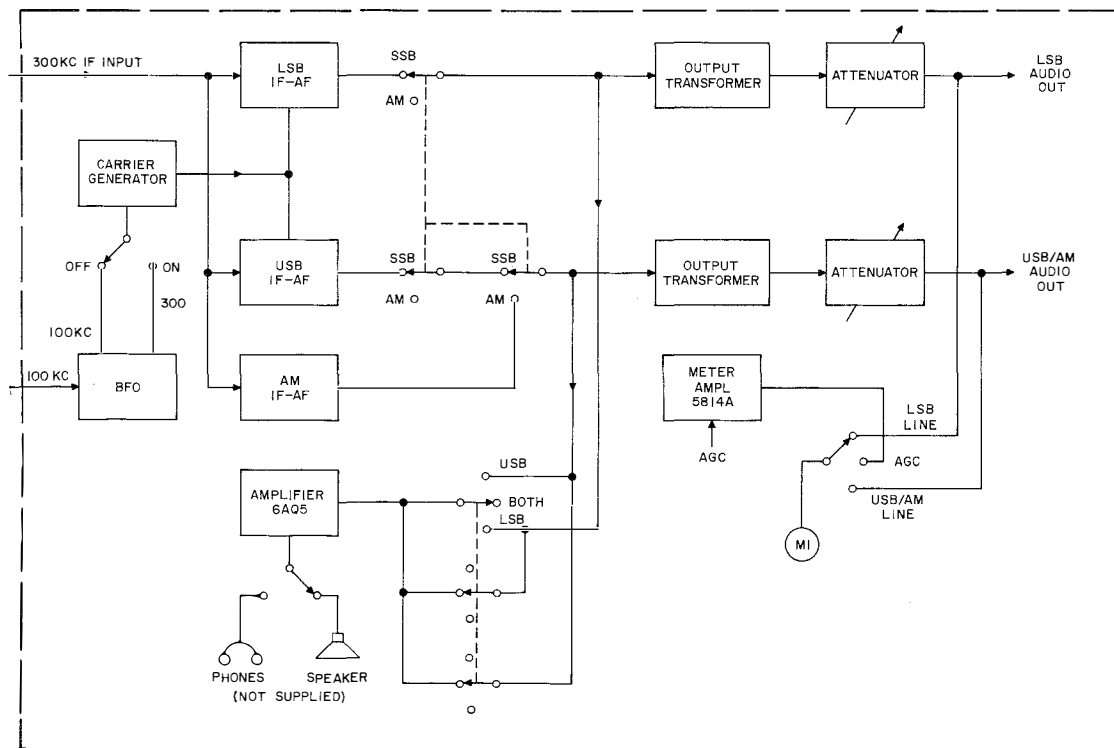 300KC IF INPUT
LSB
IF-AF
SSB
AM
OUTPUT
TRANSFORMER
ATTENUATOR
LSB
AUDIO
OUT
CARRIER
GENERATOR
OFF
ON
300
100KC
USB
IF-AF
SSB
SSB
AM
AM
OUTPUT
TRANSFORMER
ATTENUATOR
USB/AM
AUDIO
OUT
100 KC
BFO
AM
IF-AF
METER
AMPL
5814A
AGC
LSB
LINE
AGC
USB/AM
LINE
MI
AMPLIFIER
6AQ5
USB
BOTH
LSB
PHONES
SPEAKER
(NOT SUPPLIED)